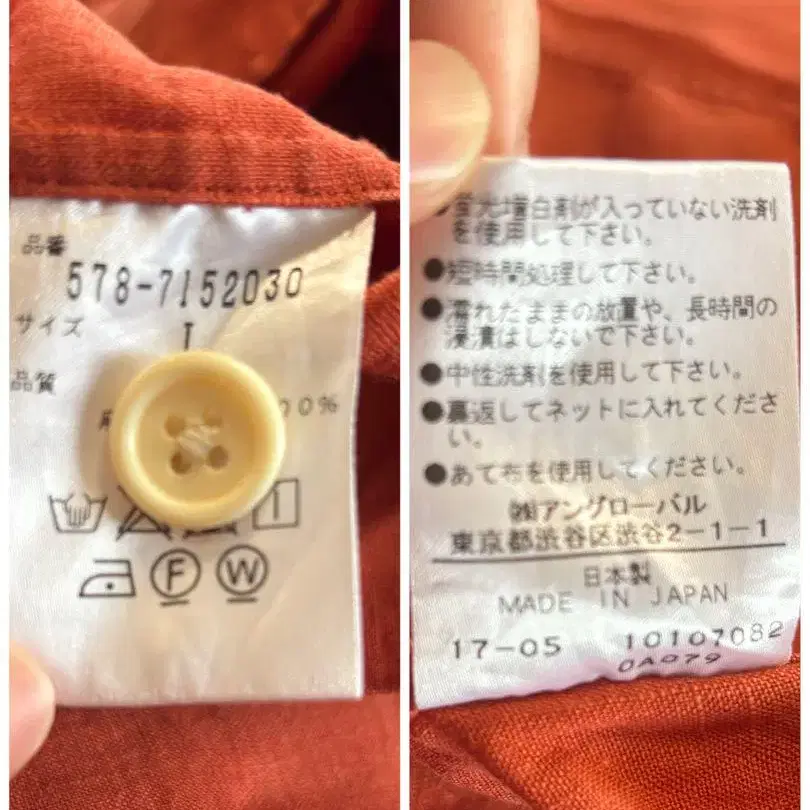 品番
578-7152030
サイズ
I
品質
00%
F W
蛍光増白剤が入っていない洗剤
を使用して下さい。
●短時間処理して下さい。
●濡れたままの放置や、長時間の
浸漬はしないで下さい。
●中性洗剤を使用して下さい。
●裏返してネットに入れてくださ
い。
●あて布を使用してください。
㈱アングローバル
東京都渋谷区渋谷2-1-1
日本製
MADE IN JAPAN
17-05 10107082
0A079